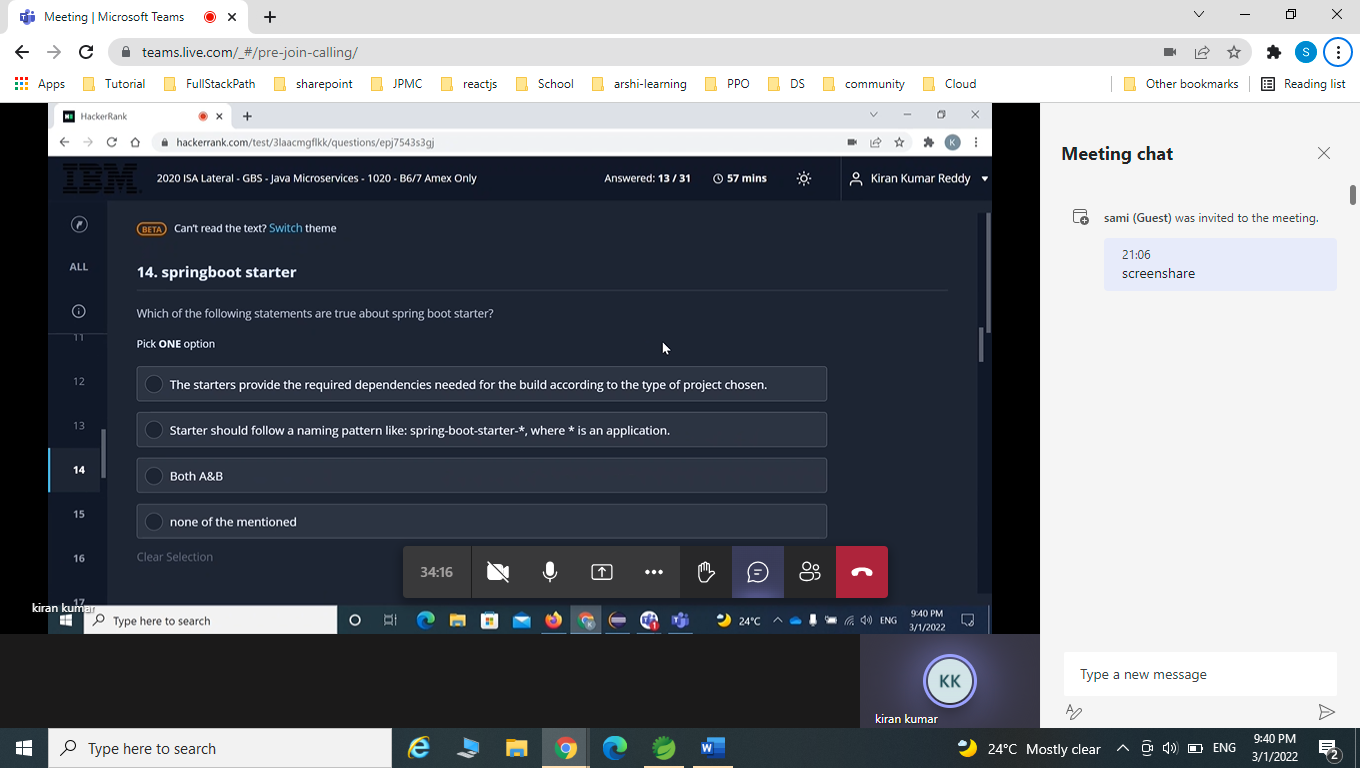 Meeting | Microsoft Teams
teams.live.com/_#/pre-join-calling/
S
Apps Tutorial FullStackPath sharepoint JPMC reactjs School arshi-learning PPO DS community Cloud Other bookmarks Reading list
HackerRank
hackerrank.com/test/3laacmgflkk/questions/epj7543s3gj
K
IBM 2020 ISA Lateral - GBS - Java Microservices - 1020 - B6/7 Amex Only Answered: 13 / 31 57 mins Kiran Kumar Reddy
BETA Can't read the text? Switch theme
ALL
14. springboot starter
Which of the following statements are true about spring boot starter?
Pick ONE option
The starters provide the required dependencies needed for the build according to the type of project chosen.
Starter should follow a naming pattern like: spring-boot-starter-*, where * is an application.
Both A&B
none of the mentioned
Clear Selection
11
12
13
14
15
16
17
34:16
kiran kumar
Type here to search
24°C ENG
9:40 PM
3/1/2022
KK
kiran kumar
Meeting chat
sami (Guest) was invited to the meeting.
21:06
screenshare
Type a new message
Type here to search
24°C Mostly clear ENG
9:40 PM
3/1/2022
2